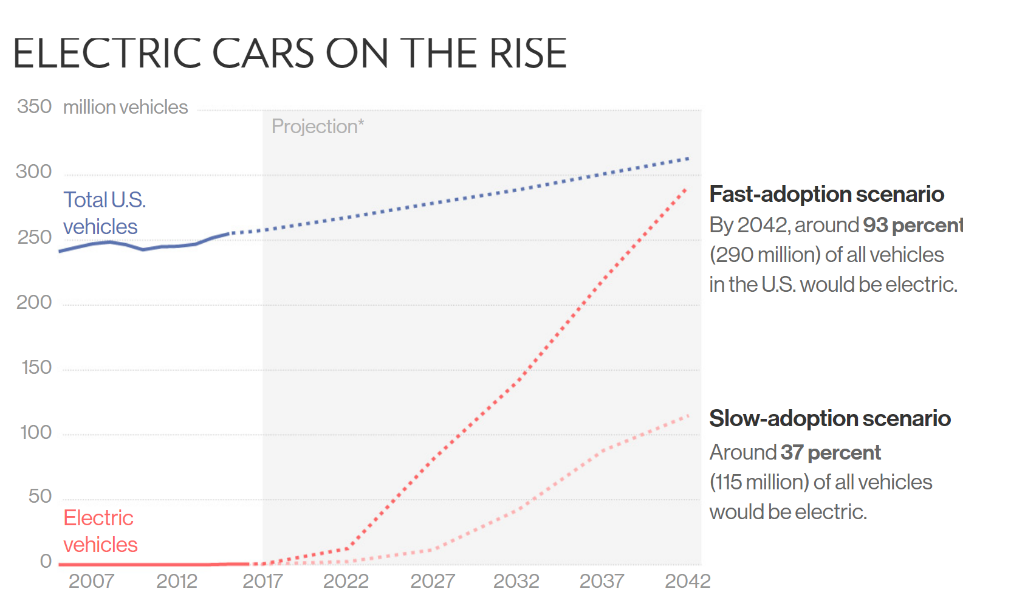 ELECTRIC CARS ON THE RISE
350 million vehicles
Projection*
300
Total U.S.
vehicles
250
200
150
100
50
Electric
vehicles
0
2007 2012 2017 2022 2027 2032 2037 2042
Fast-adoption scenario
By 2042, around 93 percent
(290 million) of all vehicles
in the U.S. would be electric.
Slow-adoption scenario
Around 37 percent
(115 million) of all vehicles
would be electric.